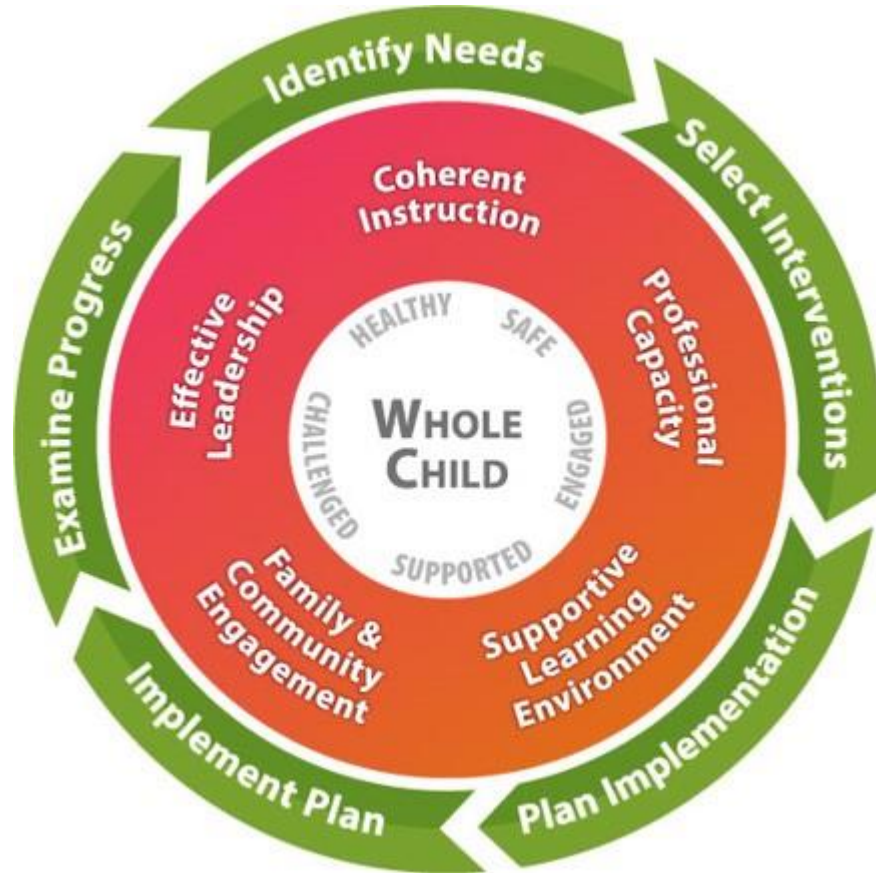 Identify Needs
Select Interventions
Plan Implementation
Implement Plan
Examine Progress
Coherent
Instruction
Professional
Capacity
Supportive
Learning
Environment
Family &
Community
Engagement
Effective
Leadership
HEALTHY
SAFE
ENGAGED
SUPPORTED
CHALLENGED
WHOLE
CHILD